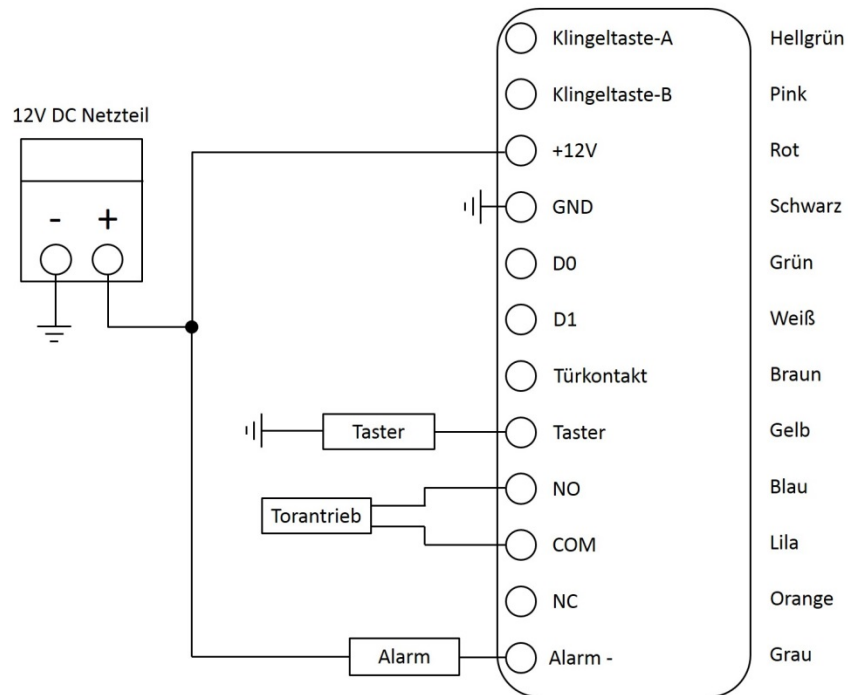 Klingeltaste-A Hellgrün
Klingeltaste-B Pink
12V DC Netzteil
+12V Rot
- +
GND Schwarz
D0 Grün
D1 Weiß
Türkontakt Braun
Taster Taster Gelb
NO Blau
Torantrieb
COM Lila
NC Orange
Alarm Alarm - Grau